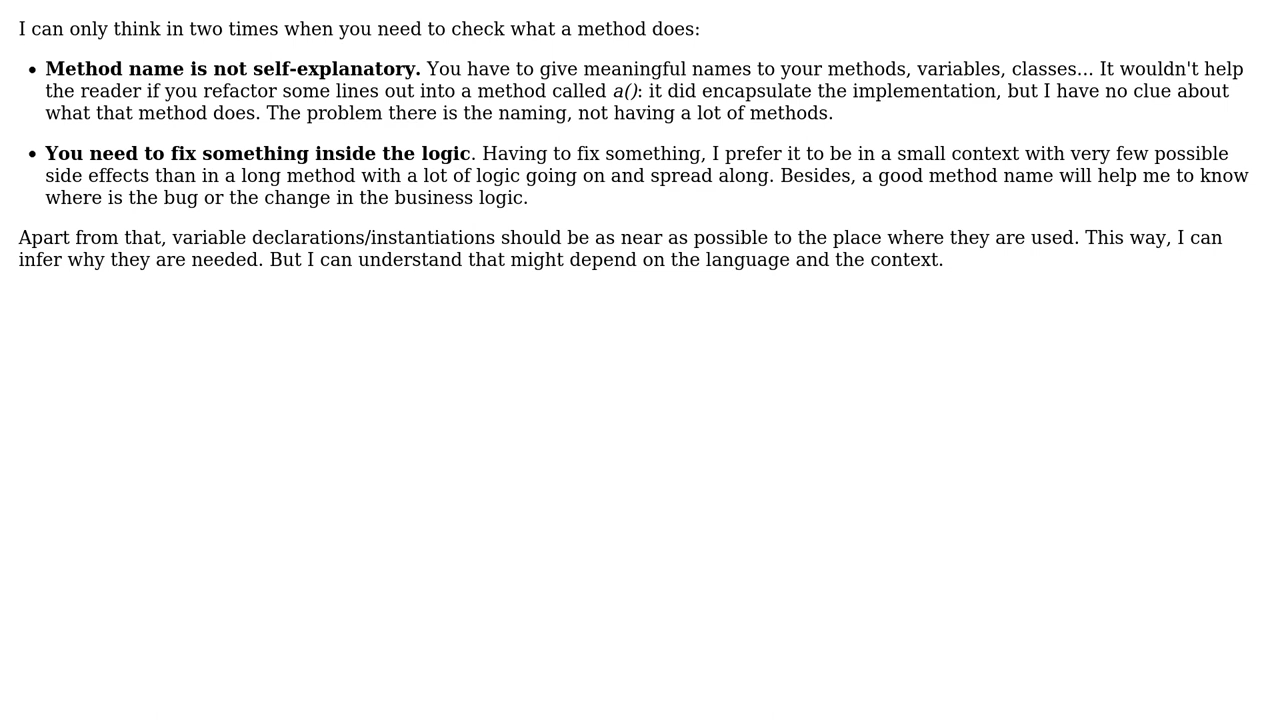 I can only think in two times when you need to check what a method does:
• Method name is not self-explanatory. You have to give meaningful names to your methods, variables, classes... It wouldn't help
the reader if you refactor some lines out into a method called a(): it did encapsulate the implementation, but I have no clue about
what that method does. The problem there is the naming, not having a lot of methods.
• You need to fix something inside the logic. Having to fix something, I prefer it to be in a small context with very few possible
side effects than in a long method with a lot of logic going on and spread along. Besides, a good method name will help me to know
where is the bug or the change in the business logic.
Apart from that, variable declarations/instantiations should be as near as possible to the place where they are used. This way, I can
infer why they are needed. But I can understand that might depend on the language and the context.